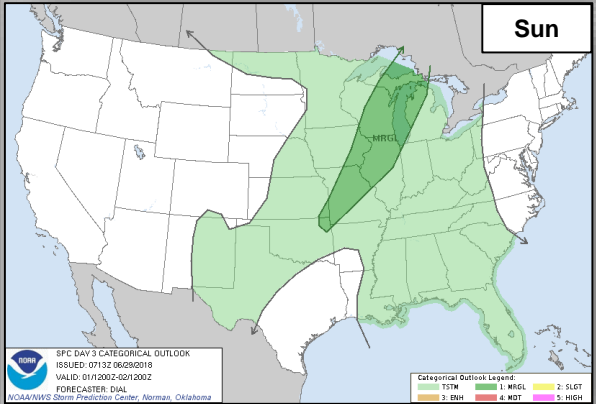 Sun
MRGL
NOAA
SPC DAY 3 CATEGORICAL OUTLOOK
ISSUED: 0713Z 06/29/2018
VALID: 01/1200Z-02/1200Z
FORECASTER: DIAL
NOAA/NWS Storm Prediction Center, Norman, Oklahoma
Categorical Outlook Legend:
TSTM 1: MRGL 2: SLGT
3: ENH 4: MDT 5: HIGH